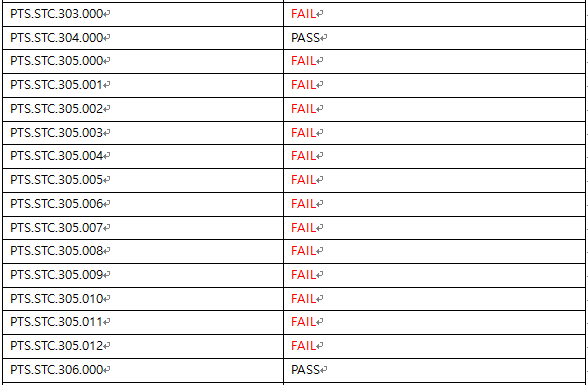 PTS.STC.303.000 FAIL
PTS.STC.304.000 PASS
PTS.STC.305.000 FAIL
PTS.STC.305.001 FAIL
PTS.STC.305.002 FAIL
PTS.STC.305.003 FAIL
PTS.STC.305.004 FAIL
PTS.STC.305.005 FAIL
PTS.STC.305.006 FAIL
PTS.STC.305.007 FAIL
PTS.STC.305.008 FAIL
PTS.STC.305.009 FAIL
PTS.STC.305.010 FAIL
PTS.STC.305.011 FAIL
PTS.STC.305.012 FAIL
PTS.STC.306.000 PASS